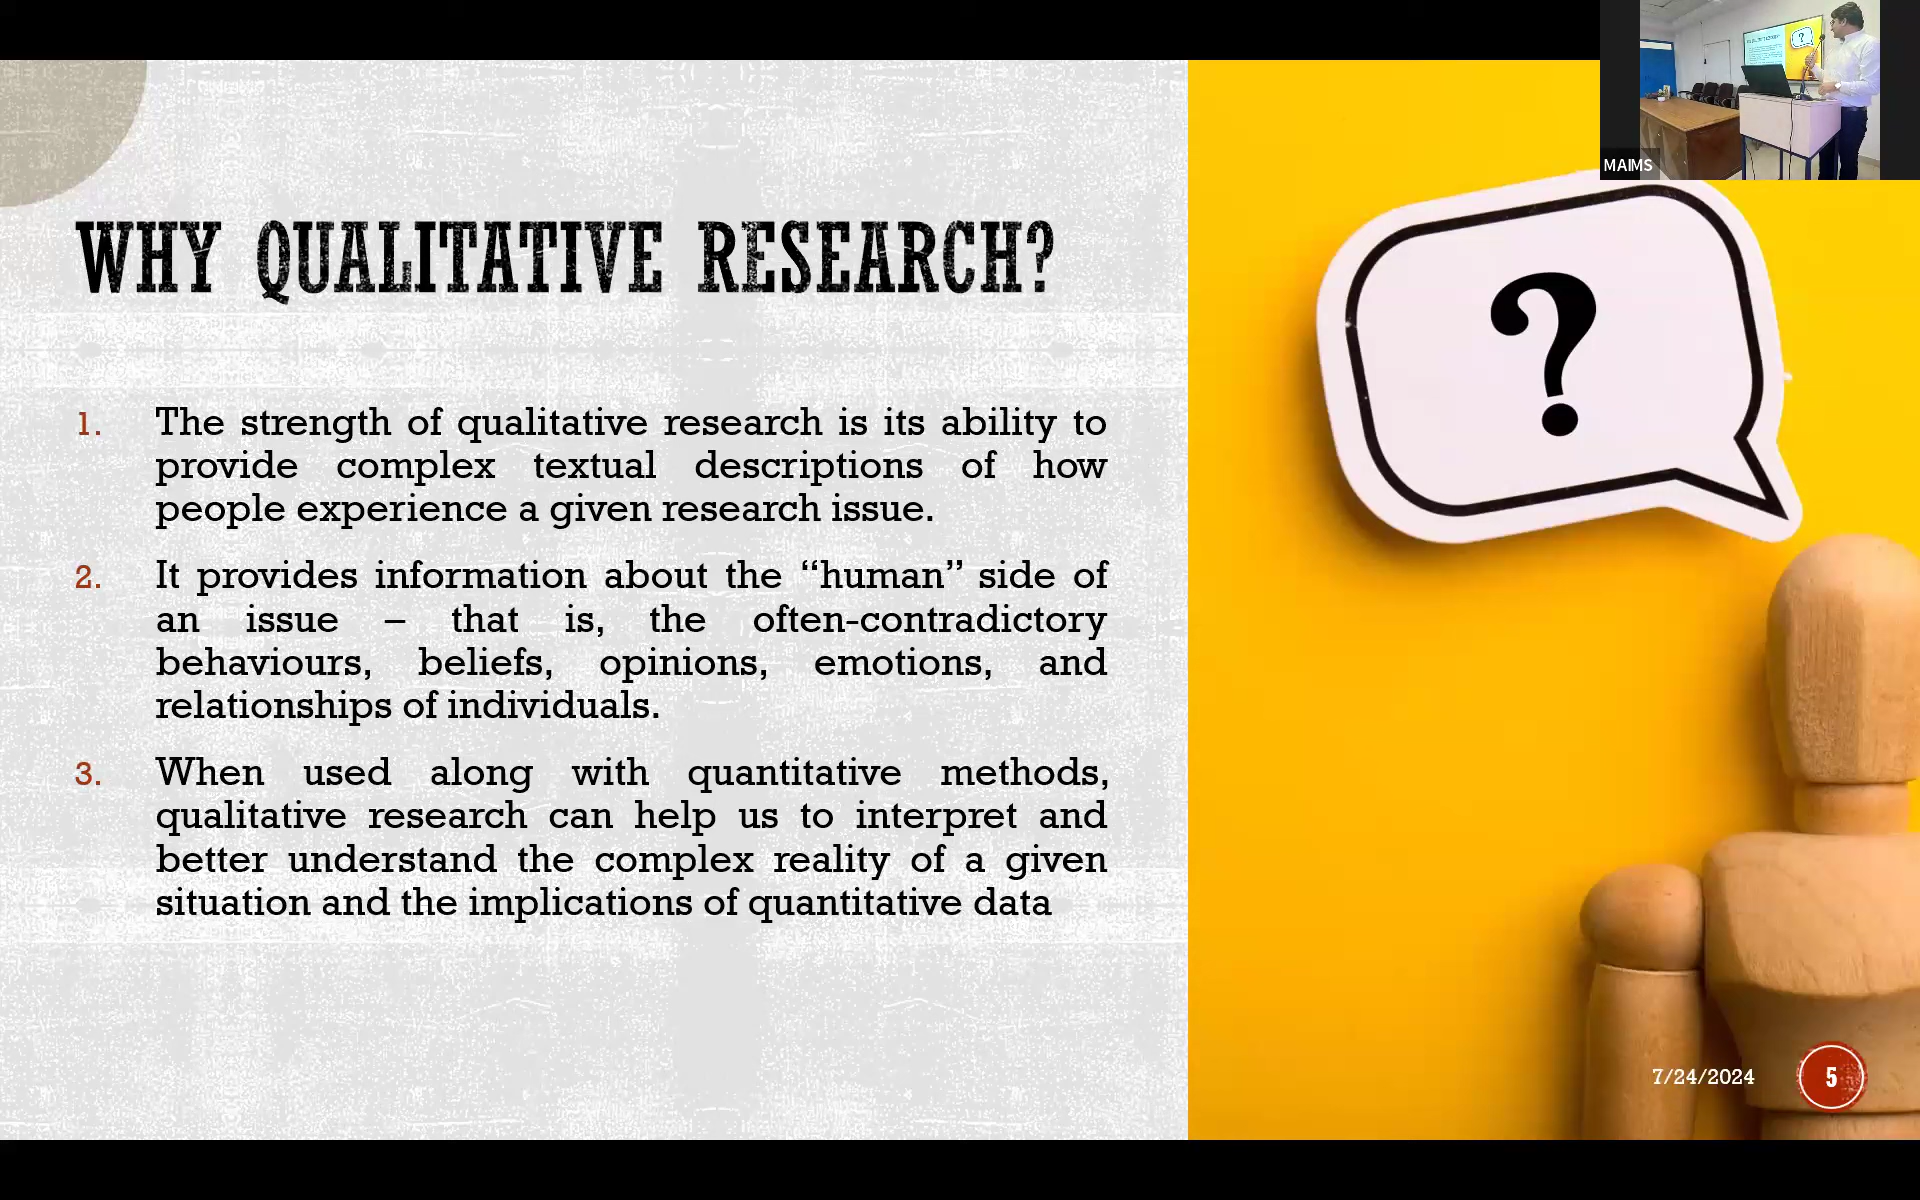 MAIMS
WHY QUALITATIVE RESEARCH?
1. The strength of qualitative research is its ability to
provide complex textual descriptions of how
people experience a given research issue.
2. It provides information about the “human” side of
an issue – that is, the often-contradictory
behaviours, beliefs, opinions, emotions, and
relationships of individuals.
3. When used along with quantitative methods,
qualitative research can help us to interpret and
better understand the complex reality of a given
situation and the implications of quantitative data
?
7/24/2024
5